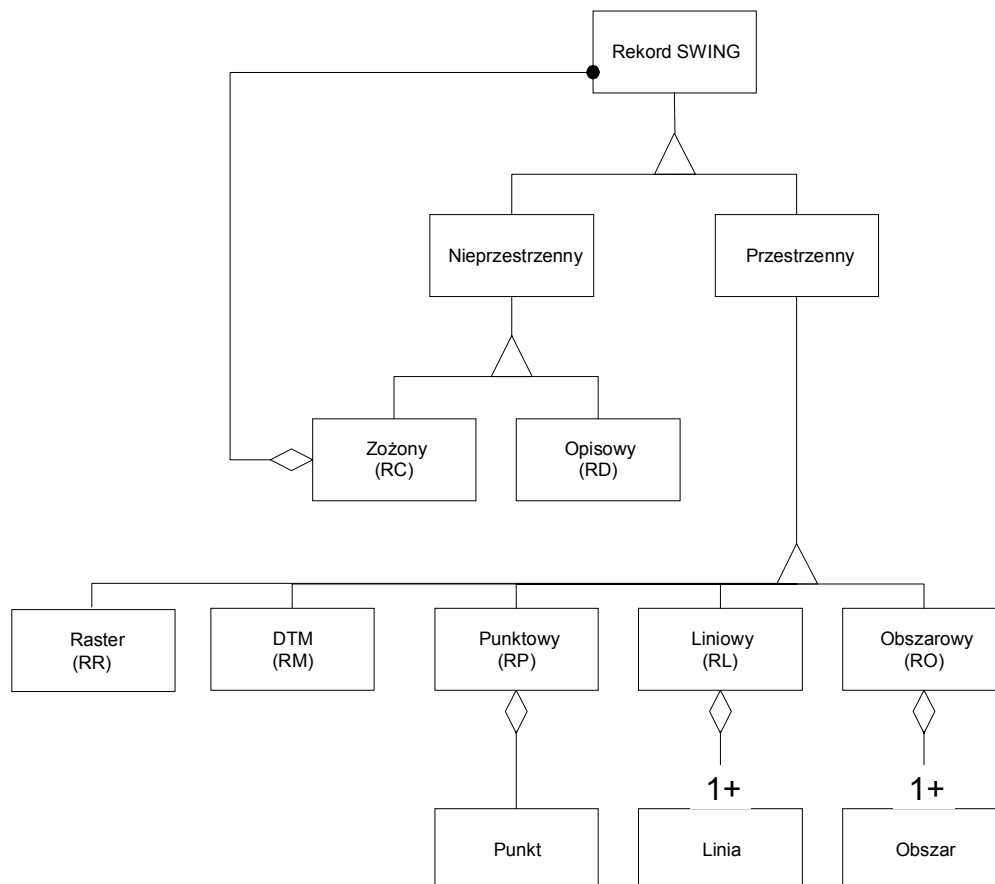 Rekord SWING
Nieprzestrzenny
Przestrzenny
Zożony
(RC)
Opisowy
(RD)
Raster
(RR)
DTM
(RM)
Punktowy
(RP)
Liniowy
(RL)
Obszarowy
(RO)
1+
1+
Punkt
Linia
Obszar